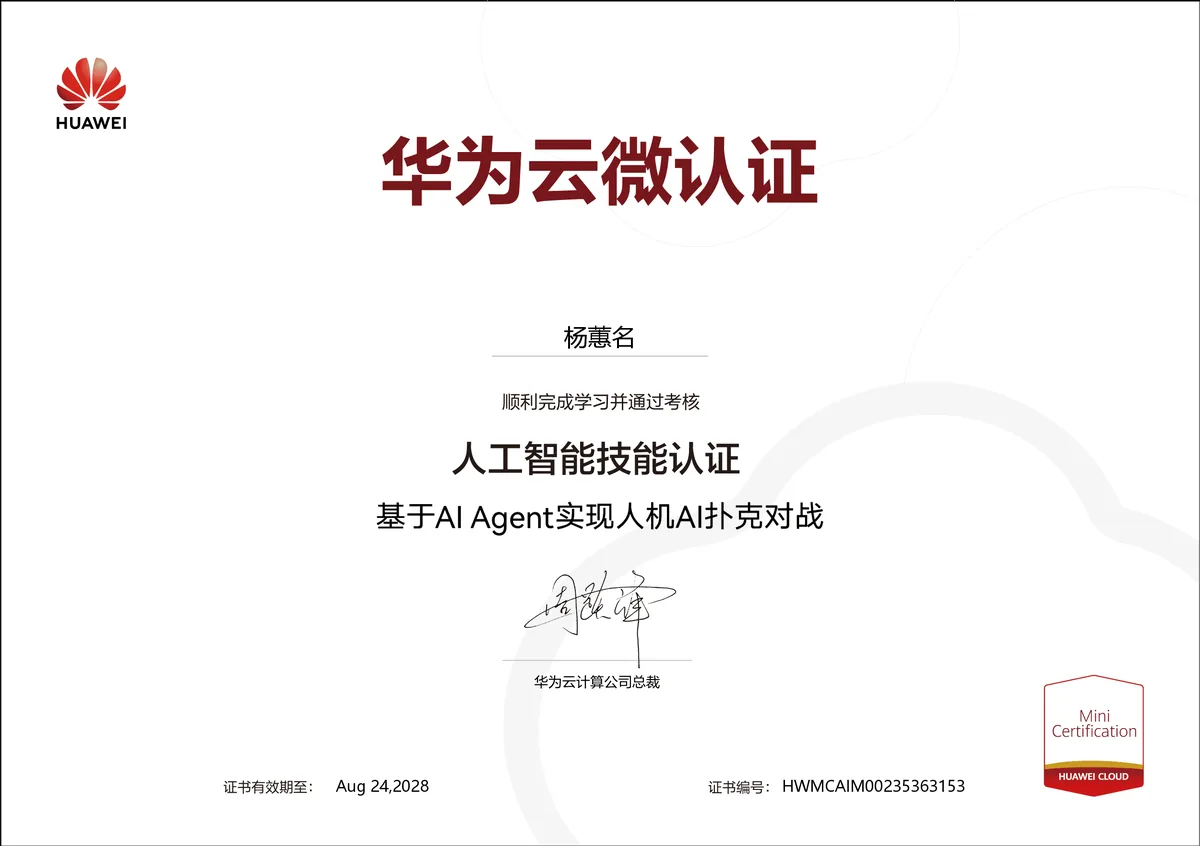 HUAWEI
华为云微认证
杨蕙名
顺利完成学习并通过考核
人工智能技能认证
基于AI Agent实现人机AI扑克对战
华为云计算公司总裁
Mini
Certification
HUAWEI CLOUD
证书有效期至： Aug 24,2028
证书编号： HWMCAIM00235363153